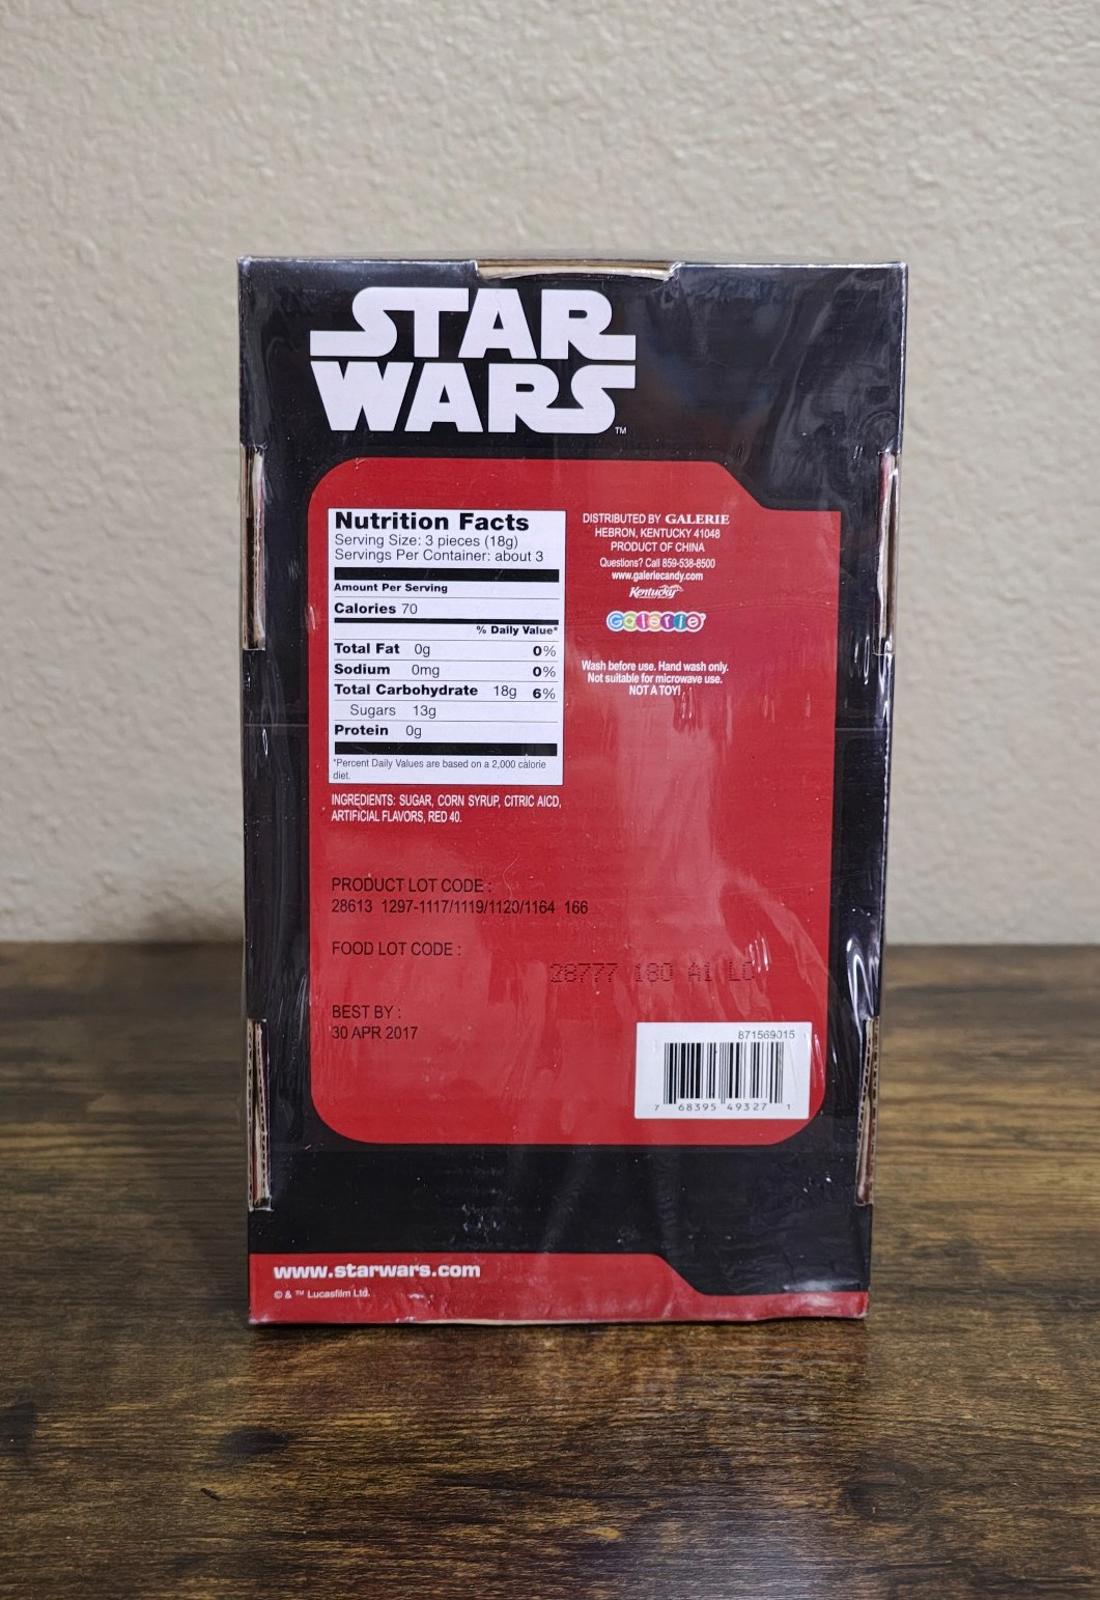 STAR
WARS
™
Nutrition Facts
Serving Size: 3 pieces (18g)
Servings Per Container: about 3
Amount Per Serving
Calories 70
% Daily Value*
Total Fat 0g 0%
Sodium 0mg 0%
Total Carbohydrate 18g 6%
Sugars 13g
Protein 0g
*Percent Daily Values are based on a 2,000 calorie
diet.
INGREDIENTS: SUGAR, CORN SYRUP, CITRIC AICD,
ARTIFICIAL FLAVORS, RED 40.
DISTRIBUTED BY GALERIE
HEBRON, KENTUCKY 41048
PRODUCT OF CHINA
Questions? Call 859-538-8500
www.galeriecandy.com
Kentucky
Galerie®
Wash before use. Hand wash only.
Not suitable for microwave use.
NOT A TOY!
PRODUCT LOT CODE :
28613 1297-1117/1119/1120/1164 166
FOOD LOT CODE :
28777 180 A1 LC
BEST BY :
30 APR 2017
871569015
7 68395 49327 1
www.starwars.com
© & ™ Lucasfilm Ltd.